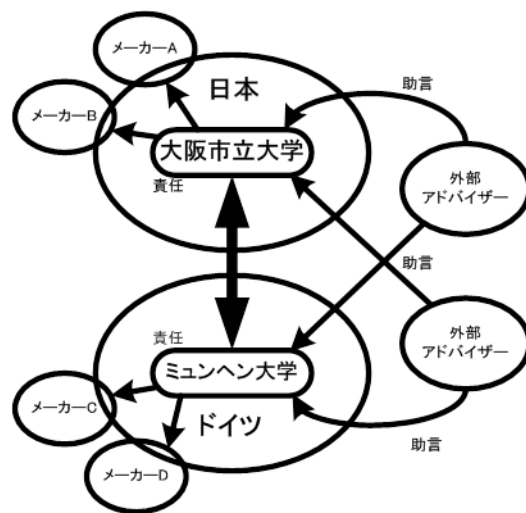 メーカーA
日本
助言
メーカーB
大阪市立大学
責任
外部
アドバイザー
助言
責任
外部
アドバイザー
ミュンヘン大学
メーカーC
ドイツ
助言
メーカーD